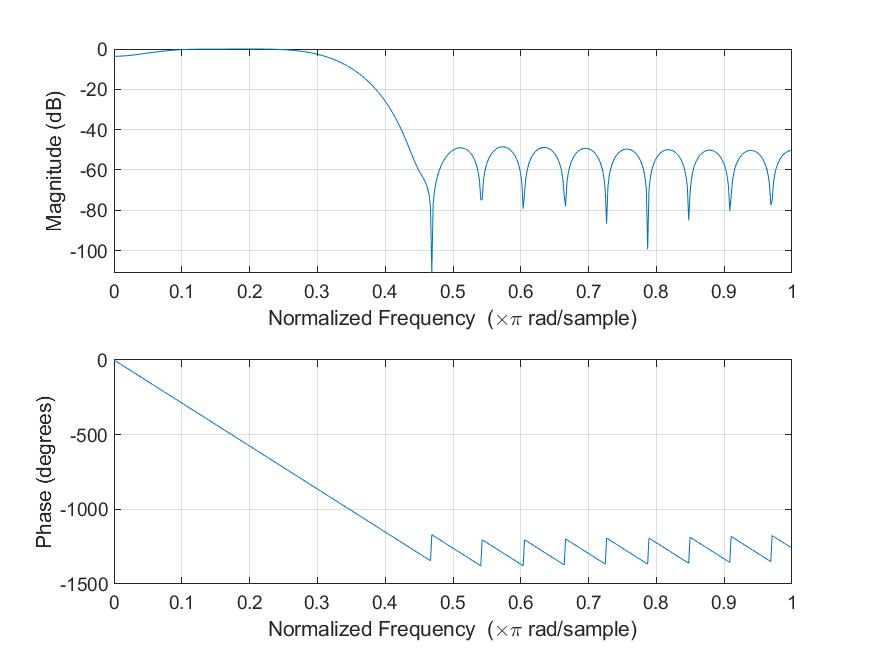 0
-20
-40
-60
-80
-100
Magnitude (dB)
0 0.1 0.2 0.3 0.4 0.5 0.6 0.7 0.8 0.9 1
Normalized Frequency (×π rad/sample)
0
-500
-1000
-1500
Phase (degrees)
0 0.1 0.2 0.3 0.4 0.5 0.6 0.7 0.8 0.9 1
Normalized Frequency (×π rad/sample)